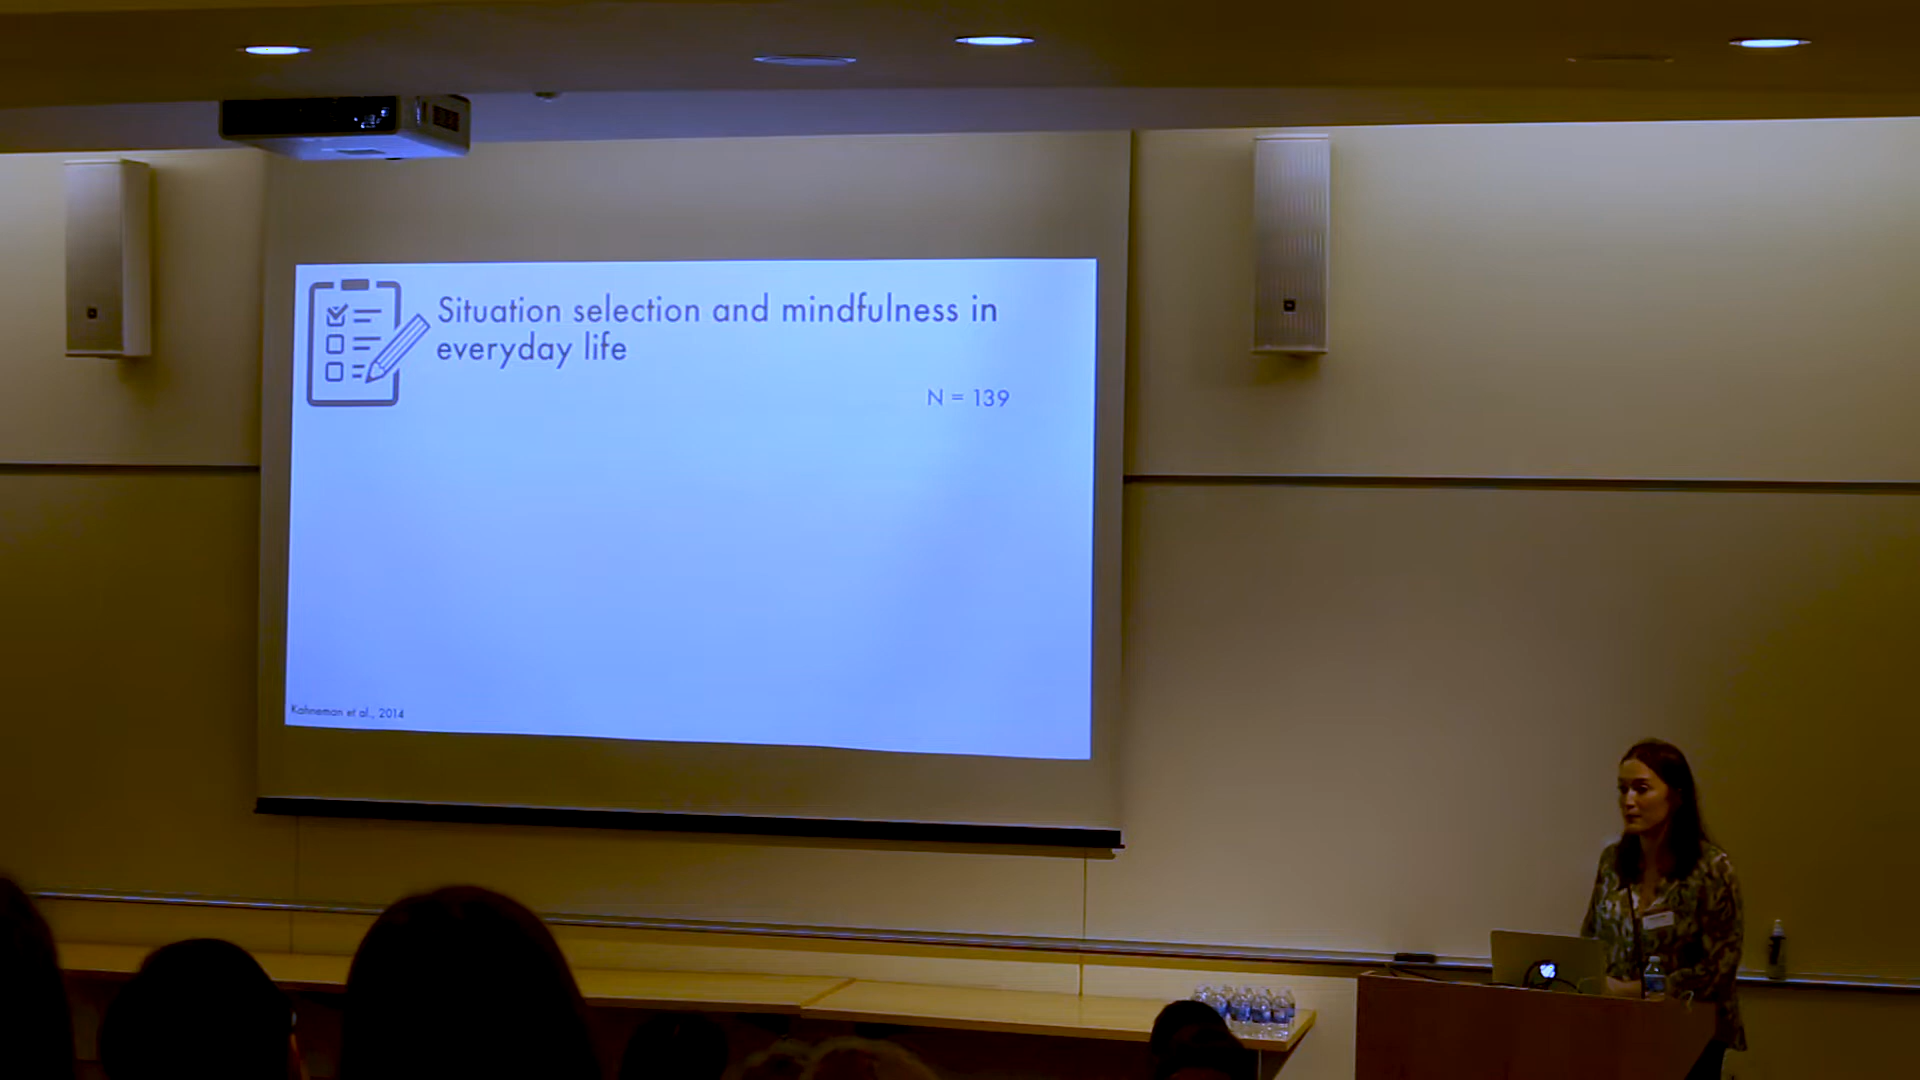 Situation selection and mindfulness in
everyday life
N = 139
Kahneman et al., 2014